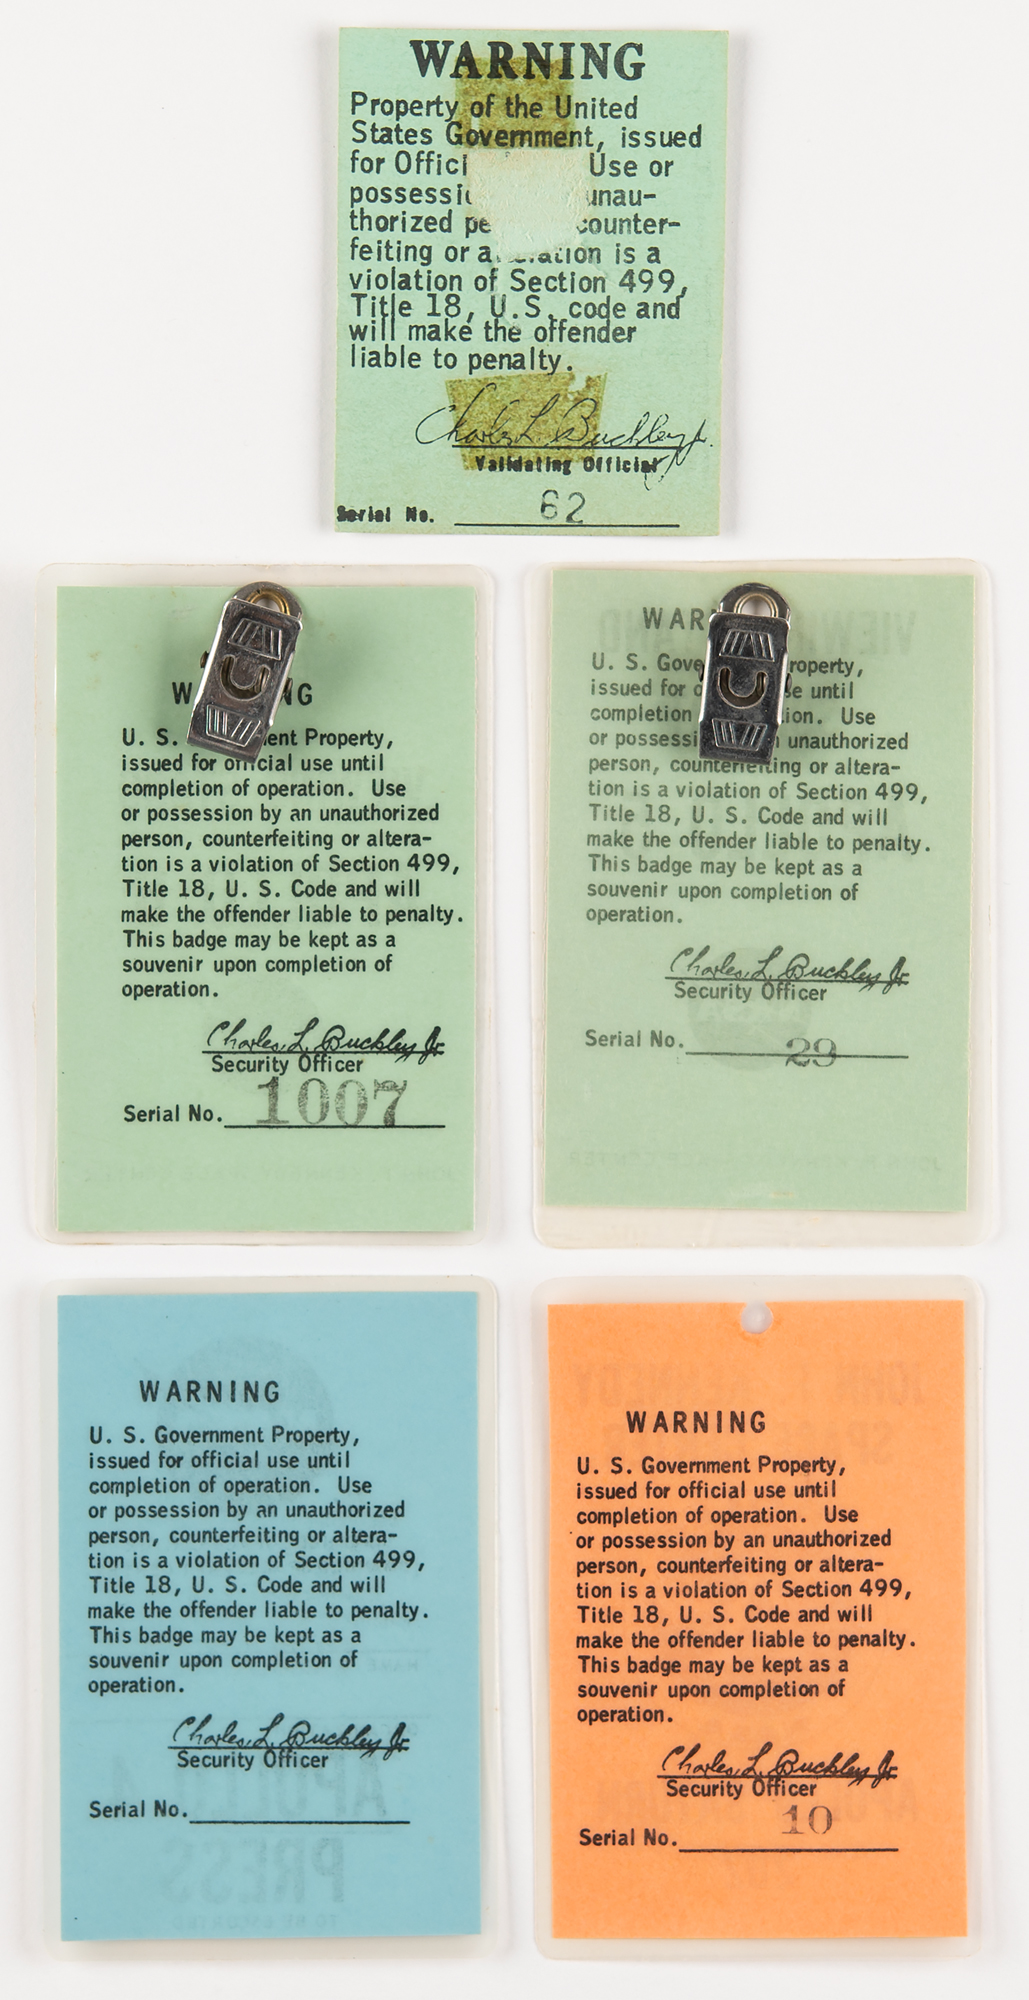 WARNING
Property of the United
States Government, issued
for Offici Use or
possessi unau-
thorized pe counter-
feiting or a ation is a
violation of Section 499,
Title 18, U.S. code and
will make the offender
liable to penalty.
Charles L Buckley Jr.
Validating Official
Serial No. 62
W NG
U. S. ent Property,
issued for official use until
completion of operation. Use
or possession by an unauthorized
person, counterfeiting or altera-
tion is a violation of Section 499,
Title 18, U. S. Code and will
make the offender liable to penalty.
This badge may be kept as a
souvenir upon completion of
operation.
Charles L. Buckley Jr
Security Officer
Serial No. 1007
WAR
U. S. Gove roperty,
issued for o se until
completion tion. Use
or possessi n unauthorized
person, counterfeiting or altera-
tion is a violation of Section 499,
Title 18, U. S. Code and will
make the offender liable to penalty.
This badge may be kept as a
souvenir upon completion of
operation.
Charles L. Buckley Jr
Security Officer
Serial No. 29
WARNING
U. S. Government Property,
issued for official use until
completion of operation. Use
or possession by an unauthorized
person, counterfeiting or altera-
tion is a violation of Section 499,
Title 18, U. S. Code and will
make the offender liable to penalty.
This badge may be kept as a
souvenir upon completion of
operation.
Charles L. Buckley Jr
Security Officer
Serial No.
WARNING
U. S. Government Property,
issued for official use until
completion of operation. Use
or possession by an unauthorized
person, counterfeiting or altera-
tion is a violation of Section 499,
Title 18, U. S. Code and will
make the offender liable to penalty.
This badge may be kept as a
souvenir upon completion of
operation.
Charles L. Buckley Jr
Security Officer
Serial No. 10